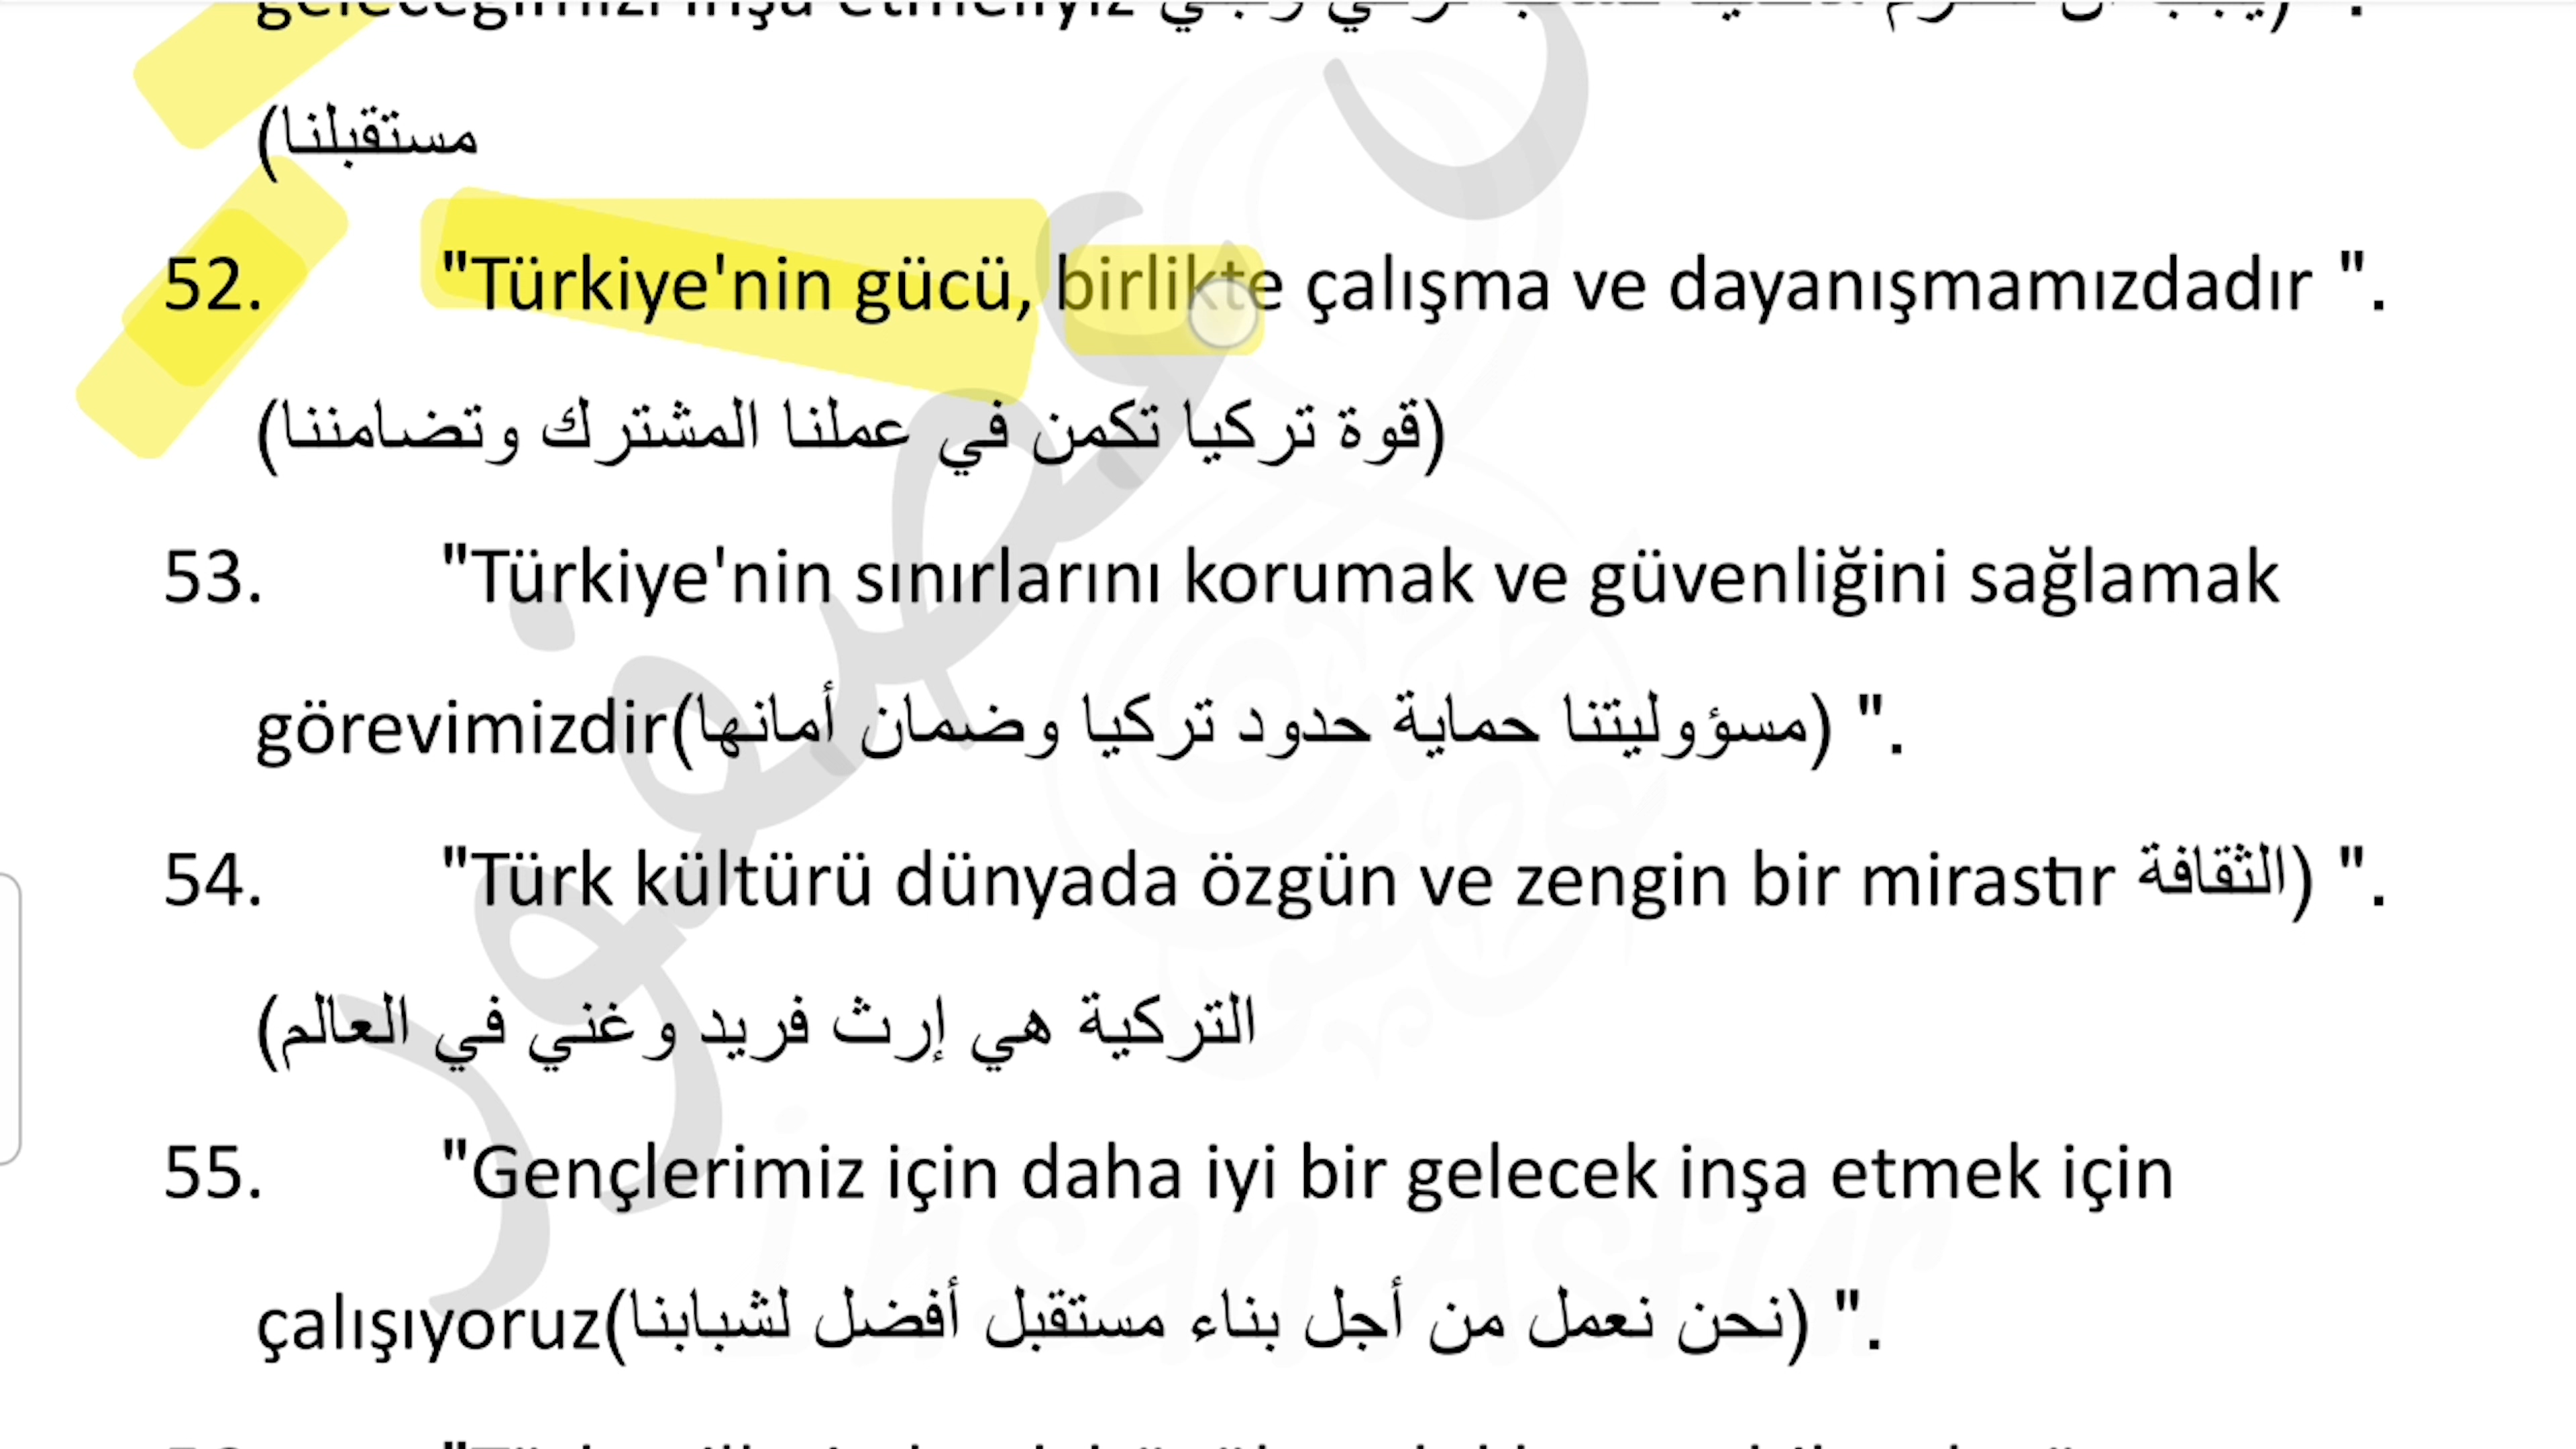 geleceğimizi inşa etmeliyiz
مستقبلنا)
52. "Türkiye'nin gücü, birlikte çalışma ve dayanışmamızdadır ".
(قوة تركيا تكمن في عملنا المشترك وتضامننا)
53. "Türkiye'nin sınırlarını korumak ve güvenliğini sağlamak
görevimizdir(مسؤوليتنا حماية حدود تركيا وضمان أمانها) ".
54. "Türk kültürü dünyada özgün ve zengin bir mirastır (الثقافة ".
التركية هي إرث فريد وغني في العالم)
55. "Gençlerimiz için daha iyi bir gelecek inşa etmek için
çalışıyoruz(نحن نعمل من أجل بناء مستقبل أفضل لشبابنا) ".